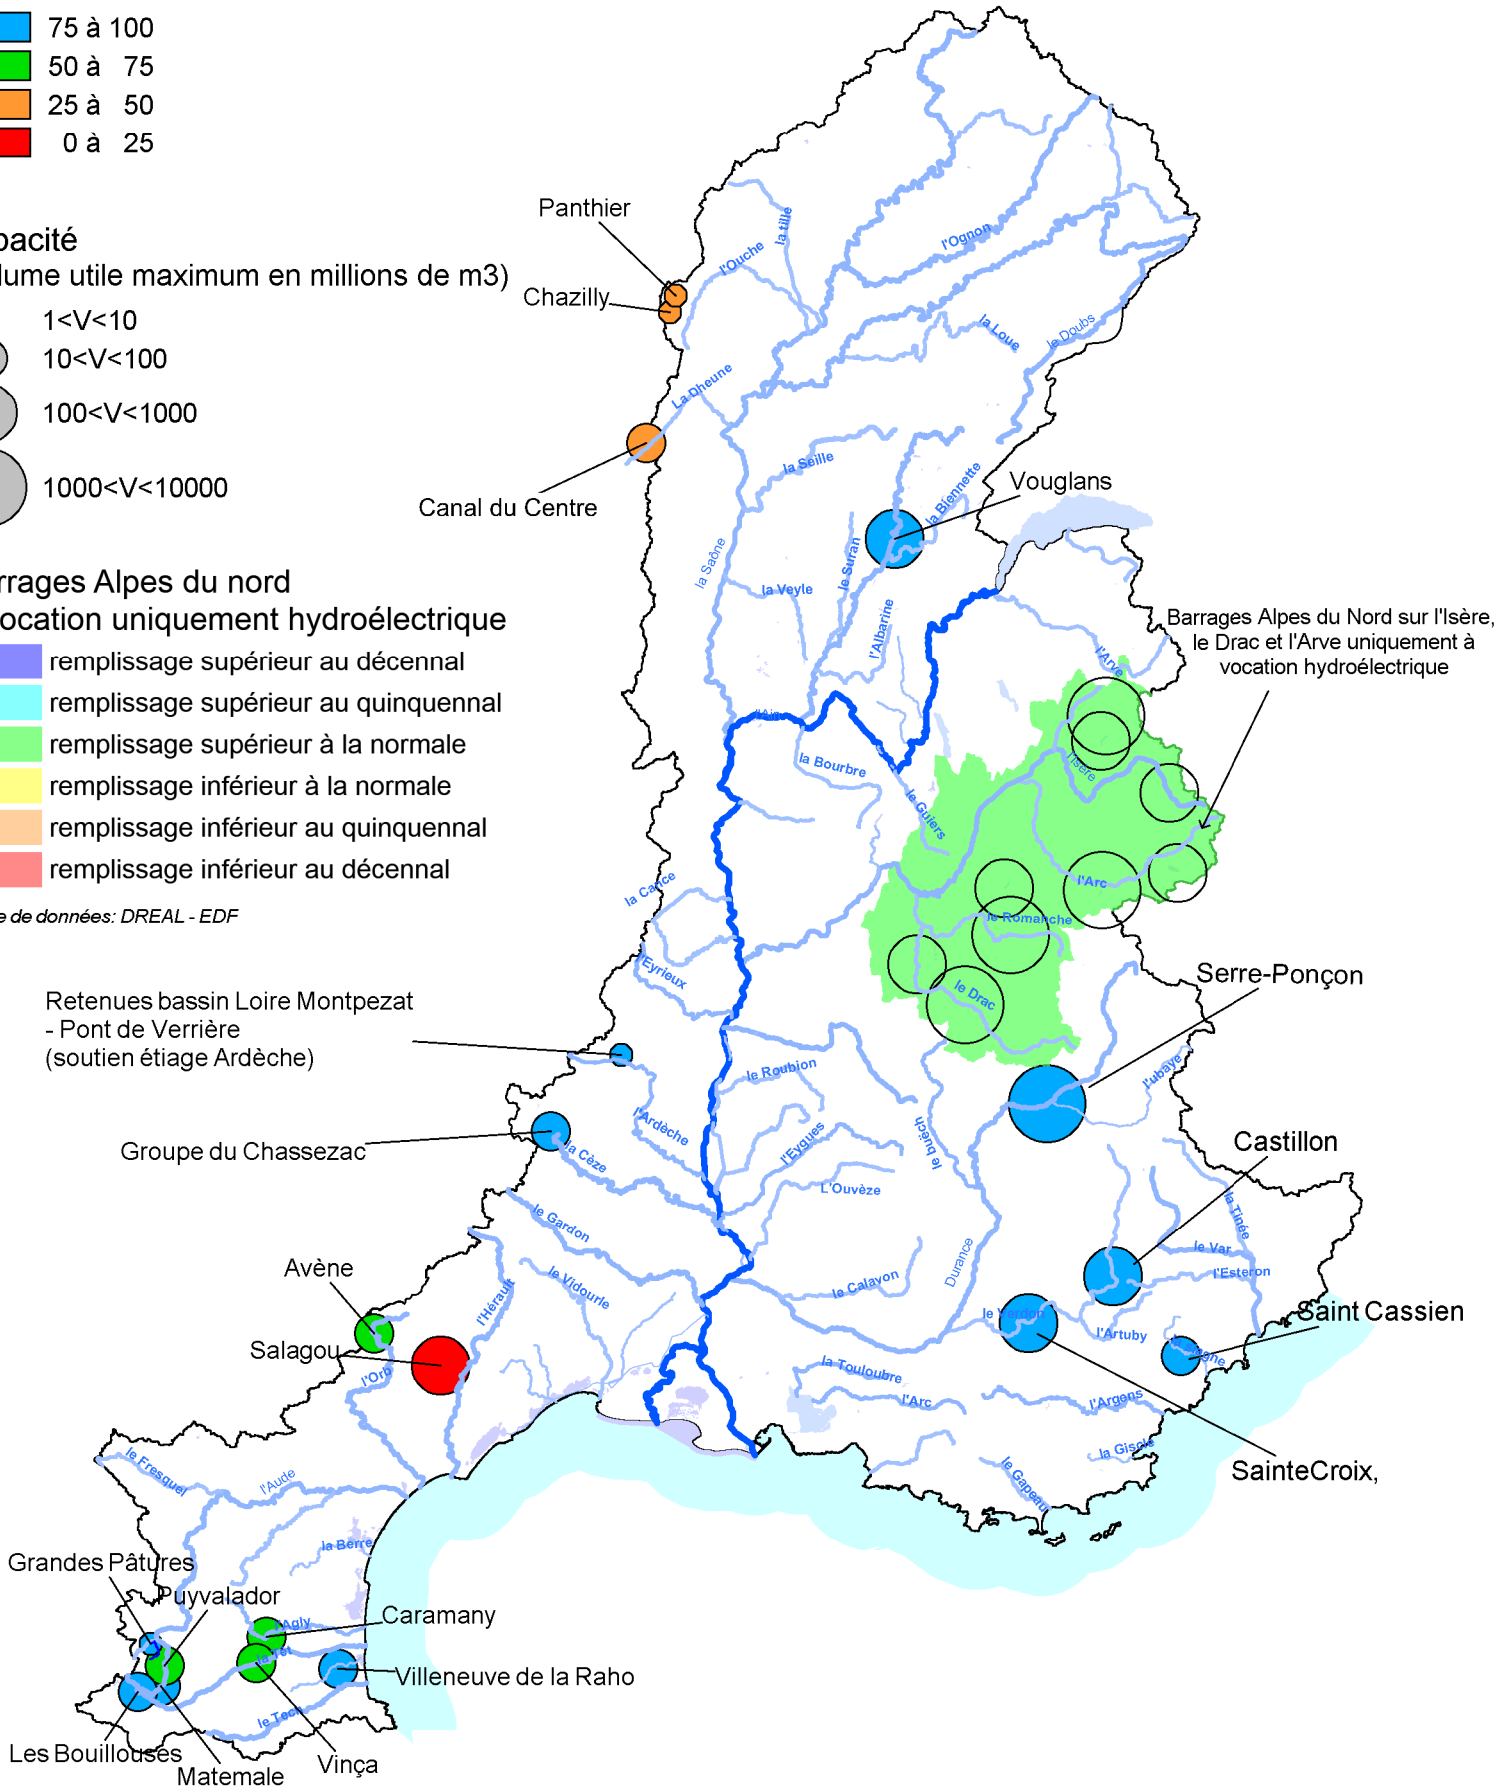 75 à 100
50 à 75
25 à 50
0 à 25
pacité
lume utile maximum en millions de m3)
1<V<10
10<V<100
100<V<1000
1000<V<10000
rrages Alpes du nord
ocation uniquement hydroélectrique
remplissage supérieur au décennal
remplissage supérieur au quinquennal
remplissage supérieur à la normale
remplissage inférieur à la normale
remplissage inférieur au quinquennal
remplissage inférieur au décennal
e de données: DREAL - EDF
Panthier
Chazilly
Canal du Centre
Vouglans
Barrages Alpes du Nord sur l'Isère,
le Drac et l'Arve uniquement à
vocation hydroélectrique
Retenues bassin Loire Montpezat
- Pont de Verrière
(soutien étiage Ardèche)
Groupe du Chassezac
Serre-Ponçon
Castillon
Saint Cassien
SainteCroix,
Avène
Salagou
Grandes Pâtures
Puyvalador
Caramany
Villeneuve de la Raho
Les Bouillouses
Matemale
Vinça
la tille
l'Ouche
l'Ognon
la Loue
le Doubs
La Dheune
la Seille
la Biennette
la Saône
le Suran
la Veyle
l'Albarine
l'Arve
l'Ain
la Bourbre
l'Isère
le Guiers
la Cance
l'Arc
le Romanche
l'Eyrieux
le Drac
le Roubion
l'ubaye
l'Ardèche
le buëch
l'Eygues
la Cèze
L'Ouvèze
la Tinée
le Gardon
le Var
Durance
l'Esteron
le Vidourle
le Calavon
l'Hérault
le Verdon
l'Artuby
l'Orb
la Touloubre
l'Arc
l'Argens
la Giscle
le Gapeau
le Fresquel
l'Aude
la Berre
l'Agly
la Têt
le Tech